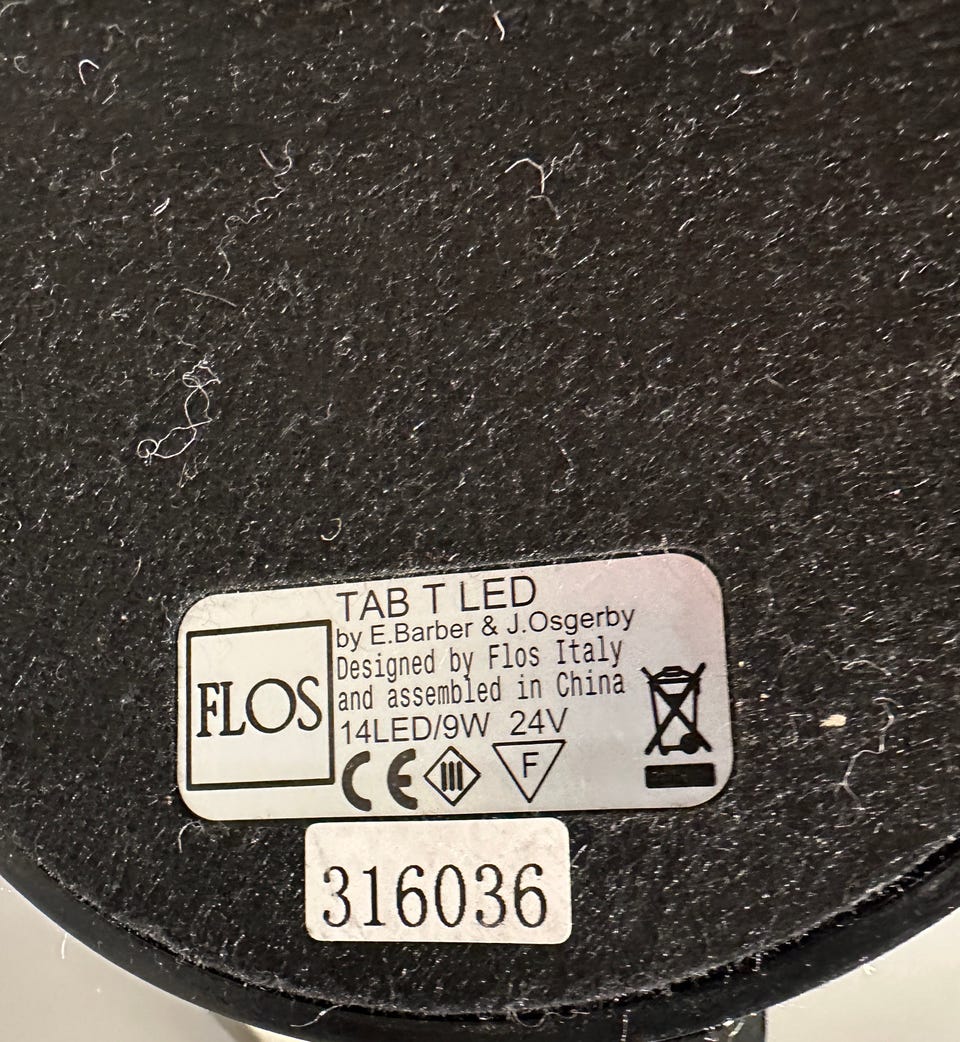 FLOS
TAB T LED
by E.Barber & J.Osgerby
Designed by Flos Italy
and assembled in China
14LED/9W 24V
CE III F
316036